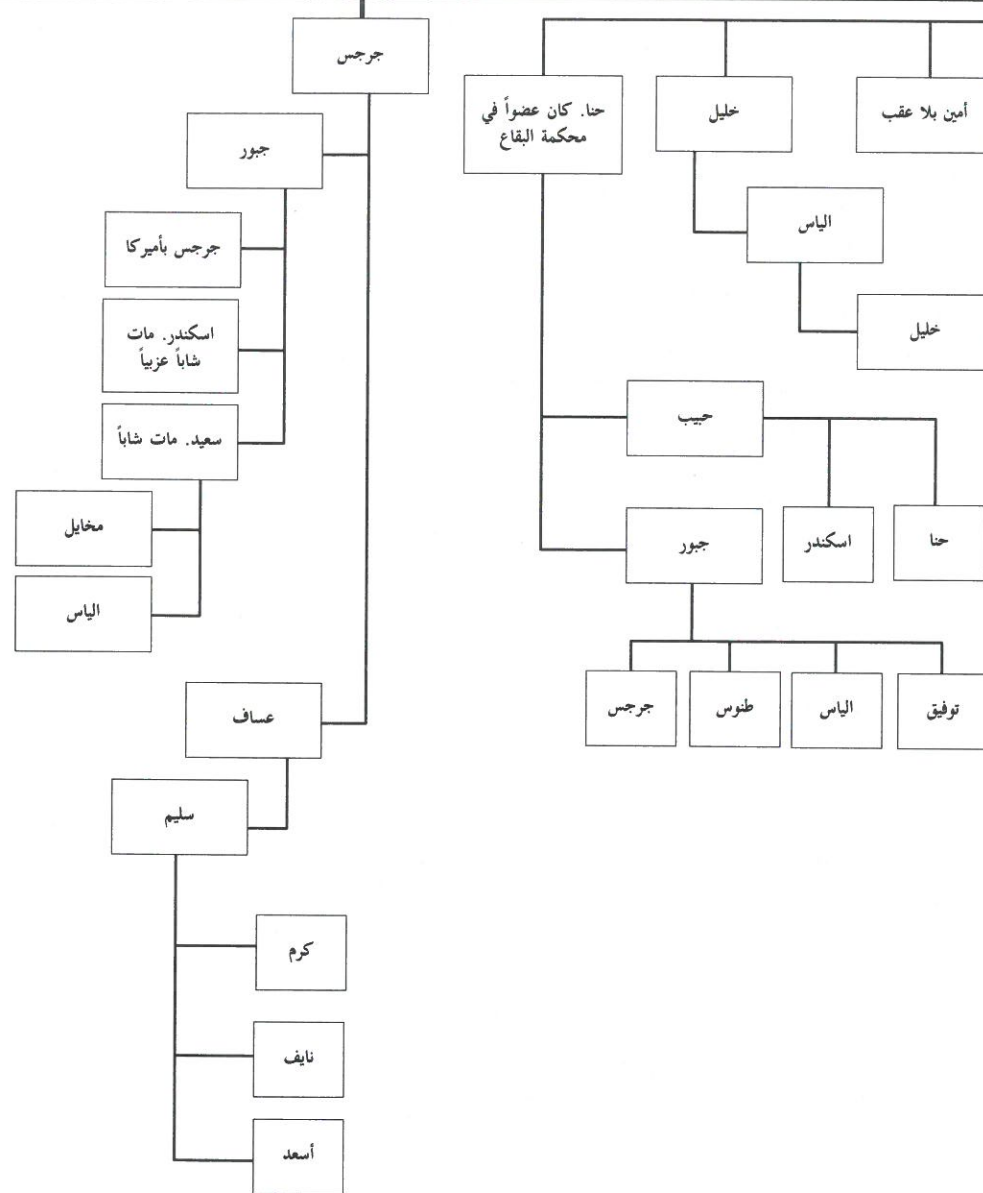 جرجس
أمين بلا عقب
خليل
حنا. كان عضواً في
محكمة البقاع
جبور
الياس
جرجس بأميركا
خليل
اسكندر. مات
شاباً عزبياً
حبيب
سعيد. مات شاباً
مخايل
حنا
اسكندر
جبور
الياس
توفيق
الياس
طنوس
جرجس
عساف
سليم
كرم
نايف
أسعد